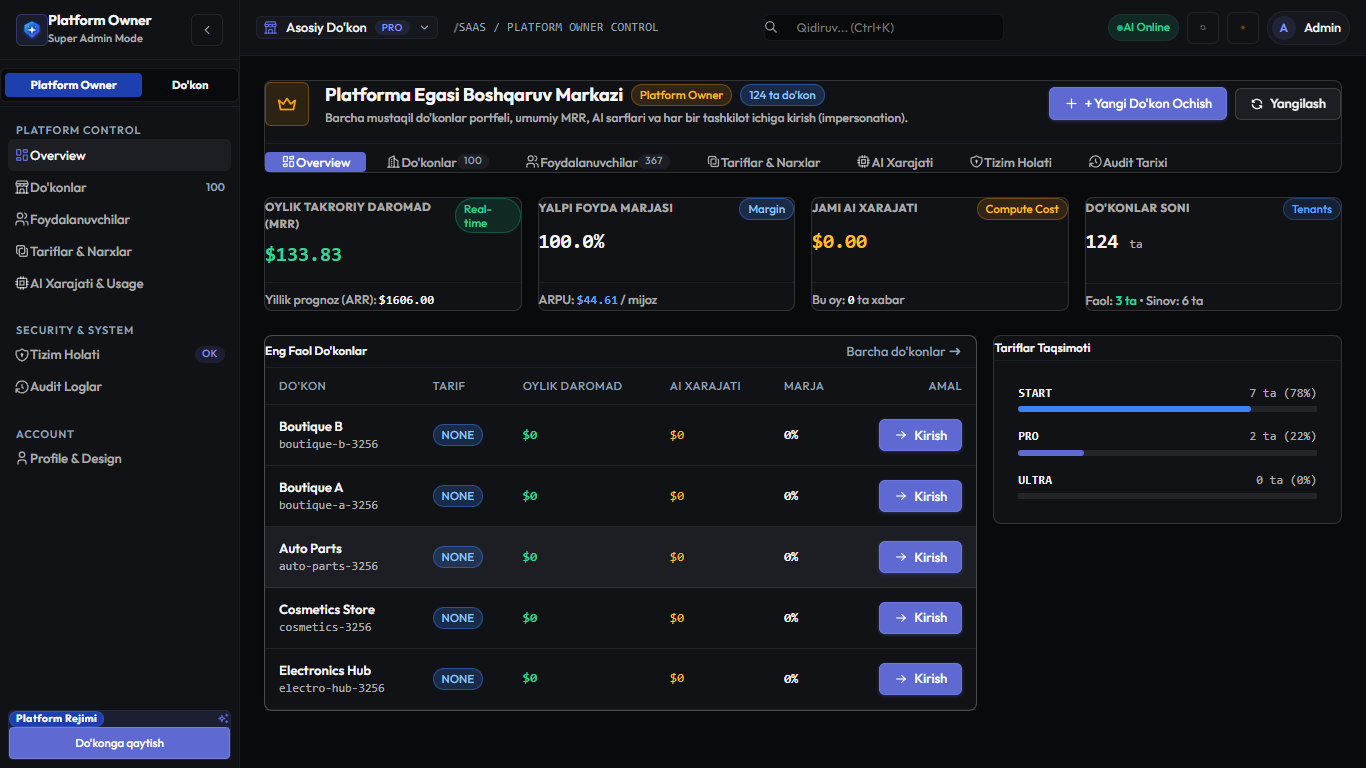 Platform Owner
Super Admin Mode
Platform Owner
Do'kon
PLATFORM CONTROL
Overview
Do'konlar 100
Foydalanuvchilar
Tariflar & Narxlar
AI Xarajati & Usage
SECURITY & SYSTEM
Tizim Holati OK
Audit Loglar
ACCOUNT
Profile & Design
Platform Rejimi
Do'konga qaytish
Asosiy Do'kon PRO
/SAAS / PLATFORM OWNER CONTROL
Qidiruv... (Ctrl+K)
AI Online
A Admin
Platforma Egasi Boshqaruv Markazi Platform Owner 124 ta do'kon
Barcha mustaqil do'konlar portfeli, umumiy MRR, AI sarflari va har bir tashkilot ichiga kirish (impersonation).
+ + Yangi Do'kon Ochish
Yangilash
Overview
Do'konlar 100
Foydalanuvchilar 367
Tariflar & Narxlar
AI Xarajati
Tizim Holati
Audit Tarixi
OYLIK TAKRORIY DAROMAD
(MRR)
Real-
time
$133.83
Yillik prognoz (ARR): $1606.00
YALPI FOYDA MARJASI Margin
100.0%
ARPU: $44.61 / mijoz
JAMI AI XARAJATI Compute Cost
$0.00
Bu oy: 0 ta xabar
DO'KONLAR SONI Tenants
124 ta
Faol: 3 ta • Sinov: 6 ta
Eng Faol Do'konlar Barcha do'konlar →
DO'KON TARIF OYLIK DAROMAD AI XARAJATI MARJA AMAL
Boutique B
boutique-b-3256
NONE $0 $0 0% → Kirish
Boutique A
boutique-a-3256
NONE $0 $0 0% → Kirish
Auto Parts
auto-parts-3256
NONE $0 $0 0% → Kirish
Cosmetics Store
cosmetics-3256
NONE $0 $0 0% → Kirish
Electronics Hub
electro-hub-3256
NONE $0 $0 0% → Kirish
Tariflar Taqsimoti
START 7 ta (78%)
PRO 2 ta (22%)
ULTRA 0 ta (0%)